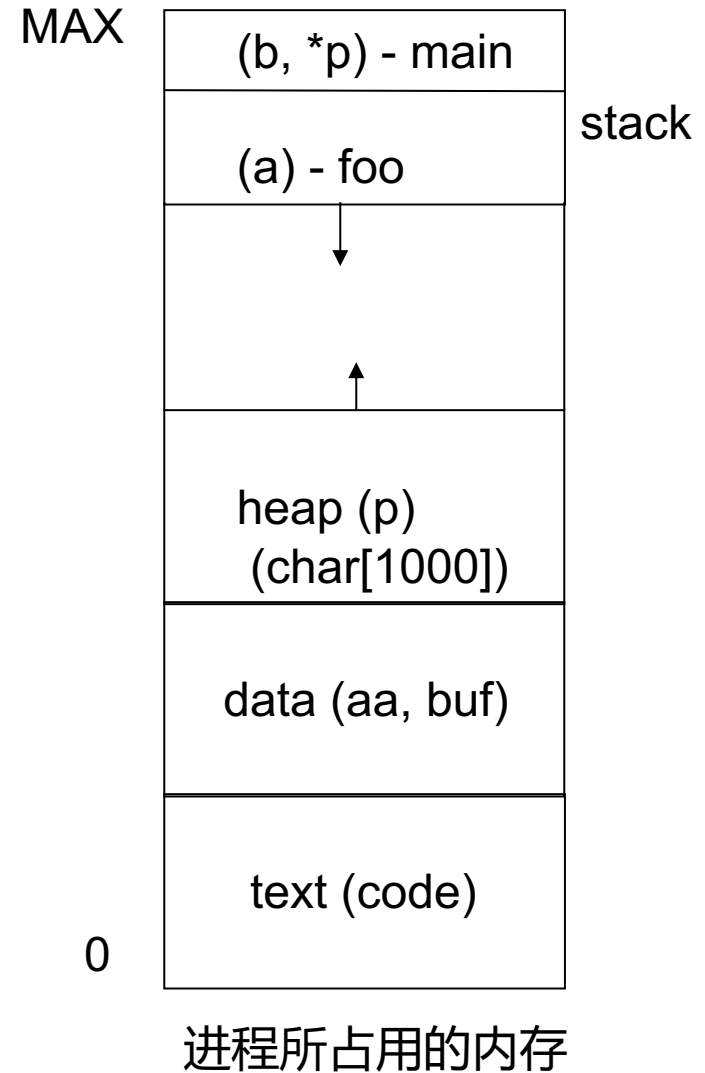 MAX
(b, *p) - main
stack
(a) - foo
heap (p)
(char[1000])
data (aa, buf)
text (code)
0
进程所占用的内存